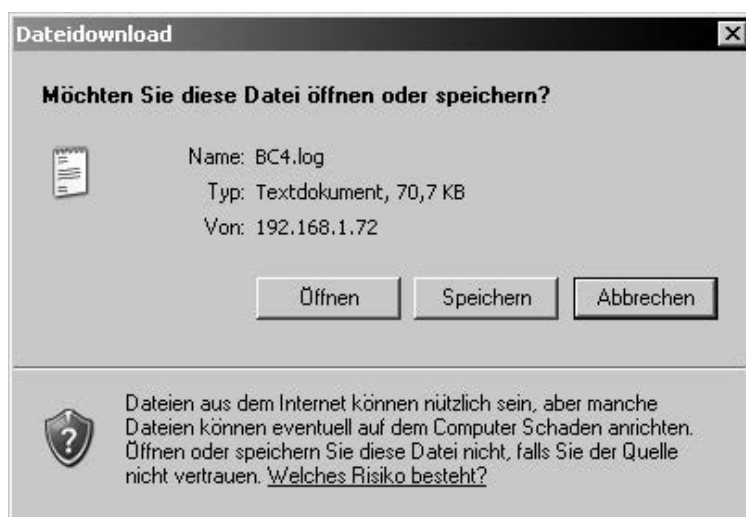 Dateidownload
Möchten Sie diese Datei öffnen oder speichern?
Name: BC4.log
Typ: Textdokument, 70,7 KB
Von: 192.168.1.72
Öffnen Speichern Abbrechen
Dateien aus dem Internet können nützlich sein, aber manche
Dateien können eventuell auf dem Computer Schaden anrichten.
Öffnen oder speichern Sie diese Datei nicht, falls Sie der Quelle
nicht vertrauen. Welches Risiko besteht?